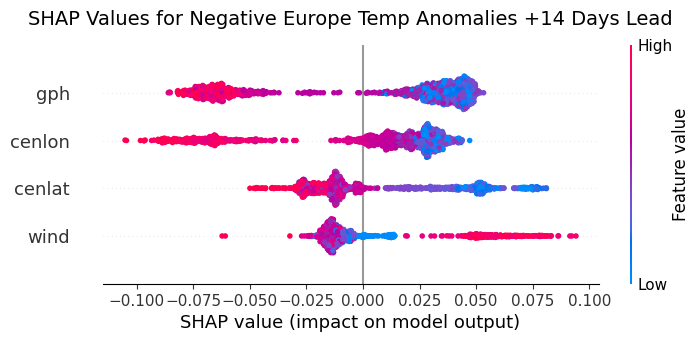 SHAP Values for Negative Europe Temp Anomalies +14 Days Lead
High
gph
cenlon
cenlat
wind
Feature value
Low
−0.100 −0.075 −0.050 −0.025 0.000 0.025 0.050 0.075 0.100
SHAP value (impact on model output)